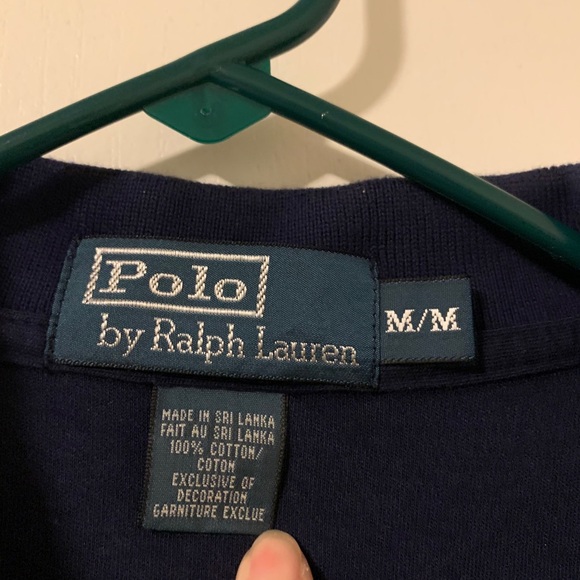 Polo
by Ralph Lauren
M/M
MADE IN SRI LANKA
FAIT AU SRI LANKA
100% COTTON/
COTON
EXCLUSIVE OF
DECORATION
GARNITURE EXCLUE